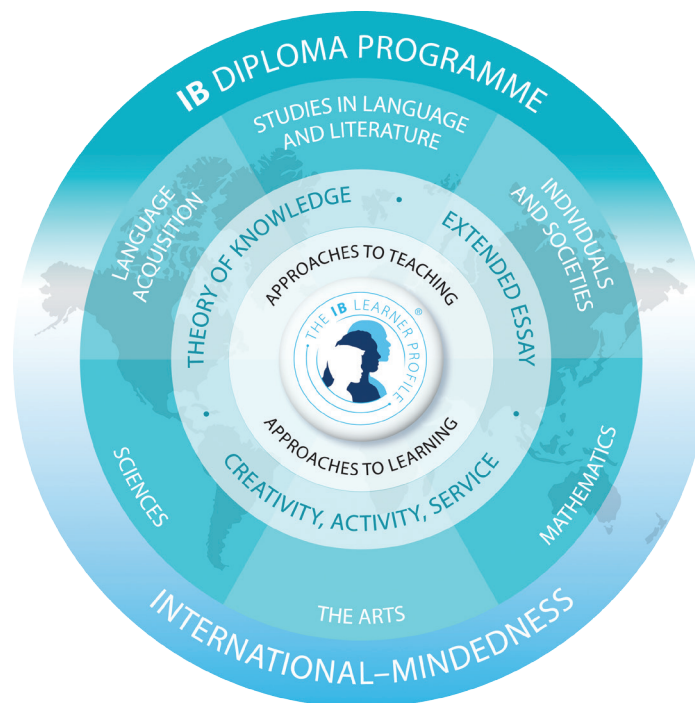 IB DIPLOMA PROGRAMME
STUDIES IN LANGUAGE
AND LITERATURE
INDIVIDUALS
AND SOCIETIES
MATHEMATICS
THE ARTS
SCIENCES
LANGUAGE
ACQUISITION
THEORY OF KNOWLEDGE
EXTENDED ESSAY
CREATIVITY, ACTIVITY, SERVICE
APPROACHES TO TEACHING
APPROACHES TO LEARNING
• THE IB LEARNER PROFILE • ®
INTERNATIONAL–MINDEDNESS